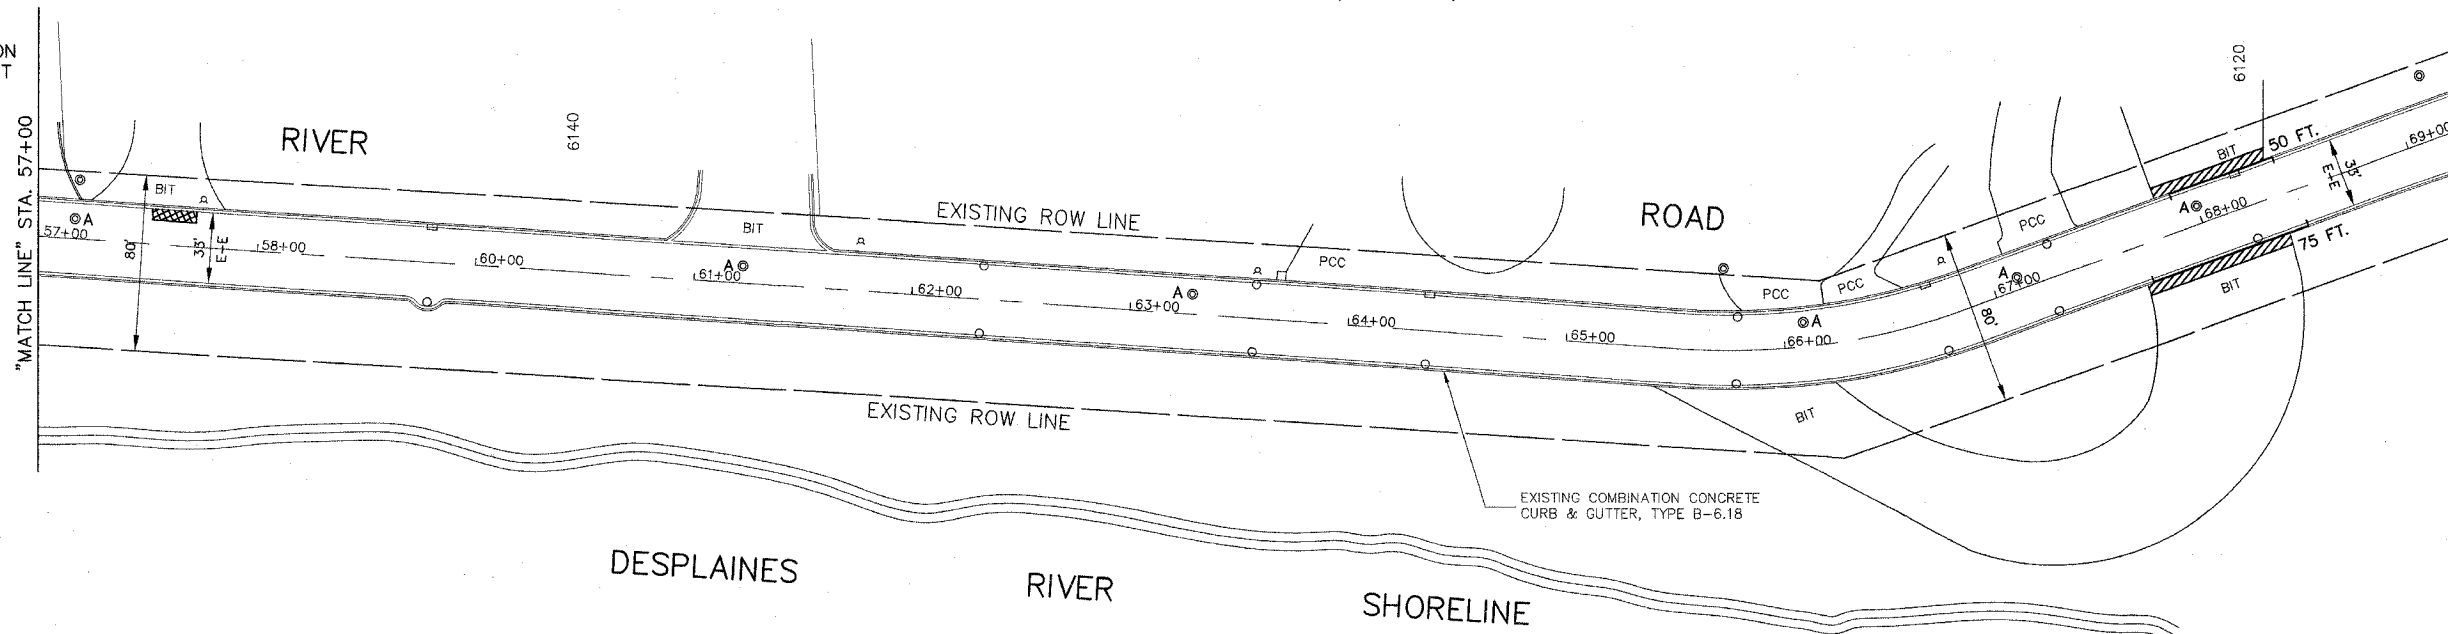 ON
T
"MATCH LINE" STA. 57+00
RIVER
6140
6120
BIT
A
57+00
80'
35'
E-E
58+00
60+00
BIT
A
61+00
EXISTING ROW LINE
62+00
A
63+00
PCC
64+00
ROAD
65+00
PCC
PCC
A
66+00
PCC
A
67+00
80'
BIT
50 FT.
A
68+00
35'
E-E
69+00
75 FT.
BIT
BIT
EXISTING ROW LINE
EXISTING COMBINATION CONCRETE
CURB & GUTTER, TYPE B-6.18
DESPLAINES
RIVER
SHORELINE